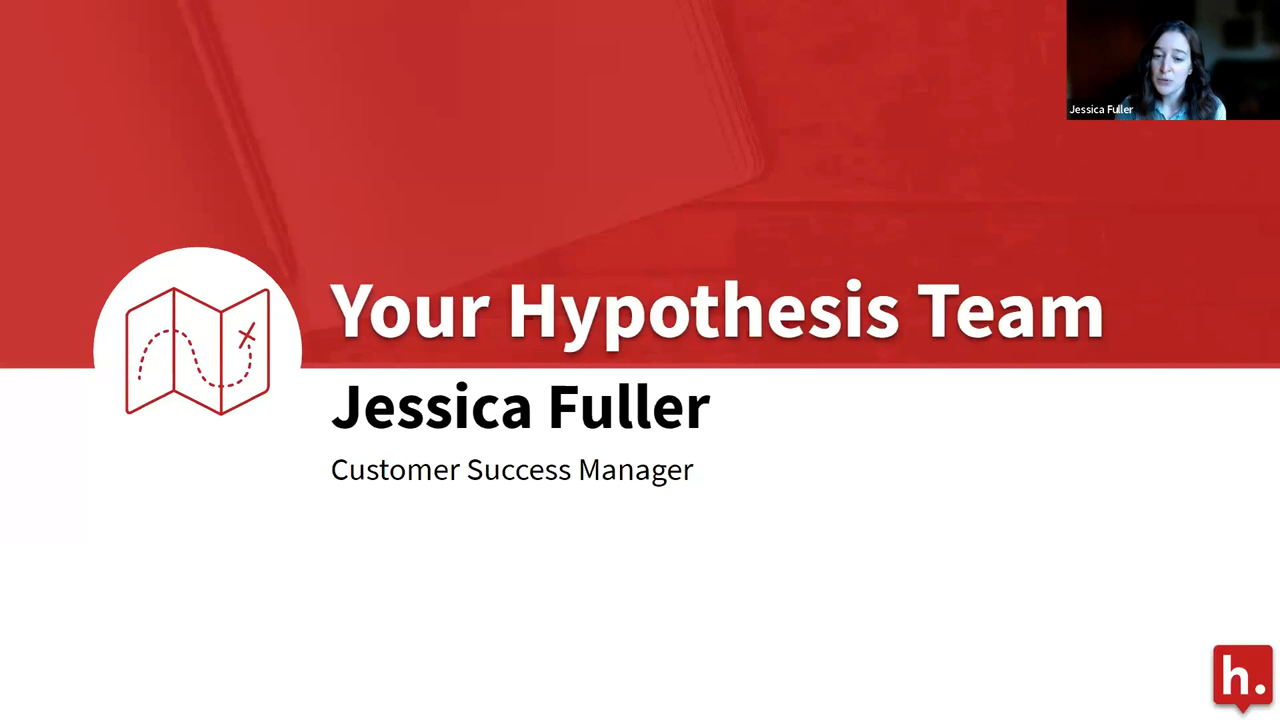 Jessica Fuller
Your Hypothesis Team
Jessica Fuller
Customer Success Manager
h.